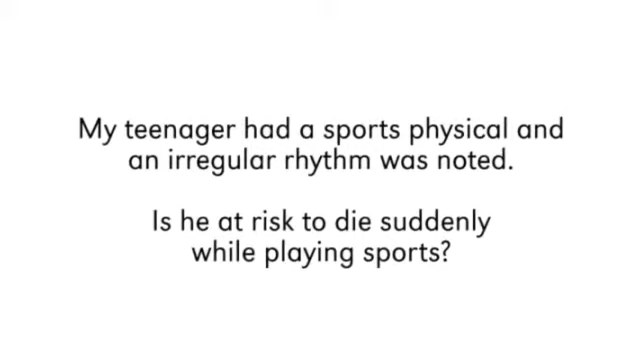 My teenager had a sports physical and
an irregular rhythm was noted.
Is he at risk to die suddenly
while playing sports?